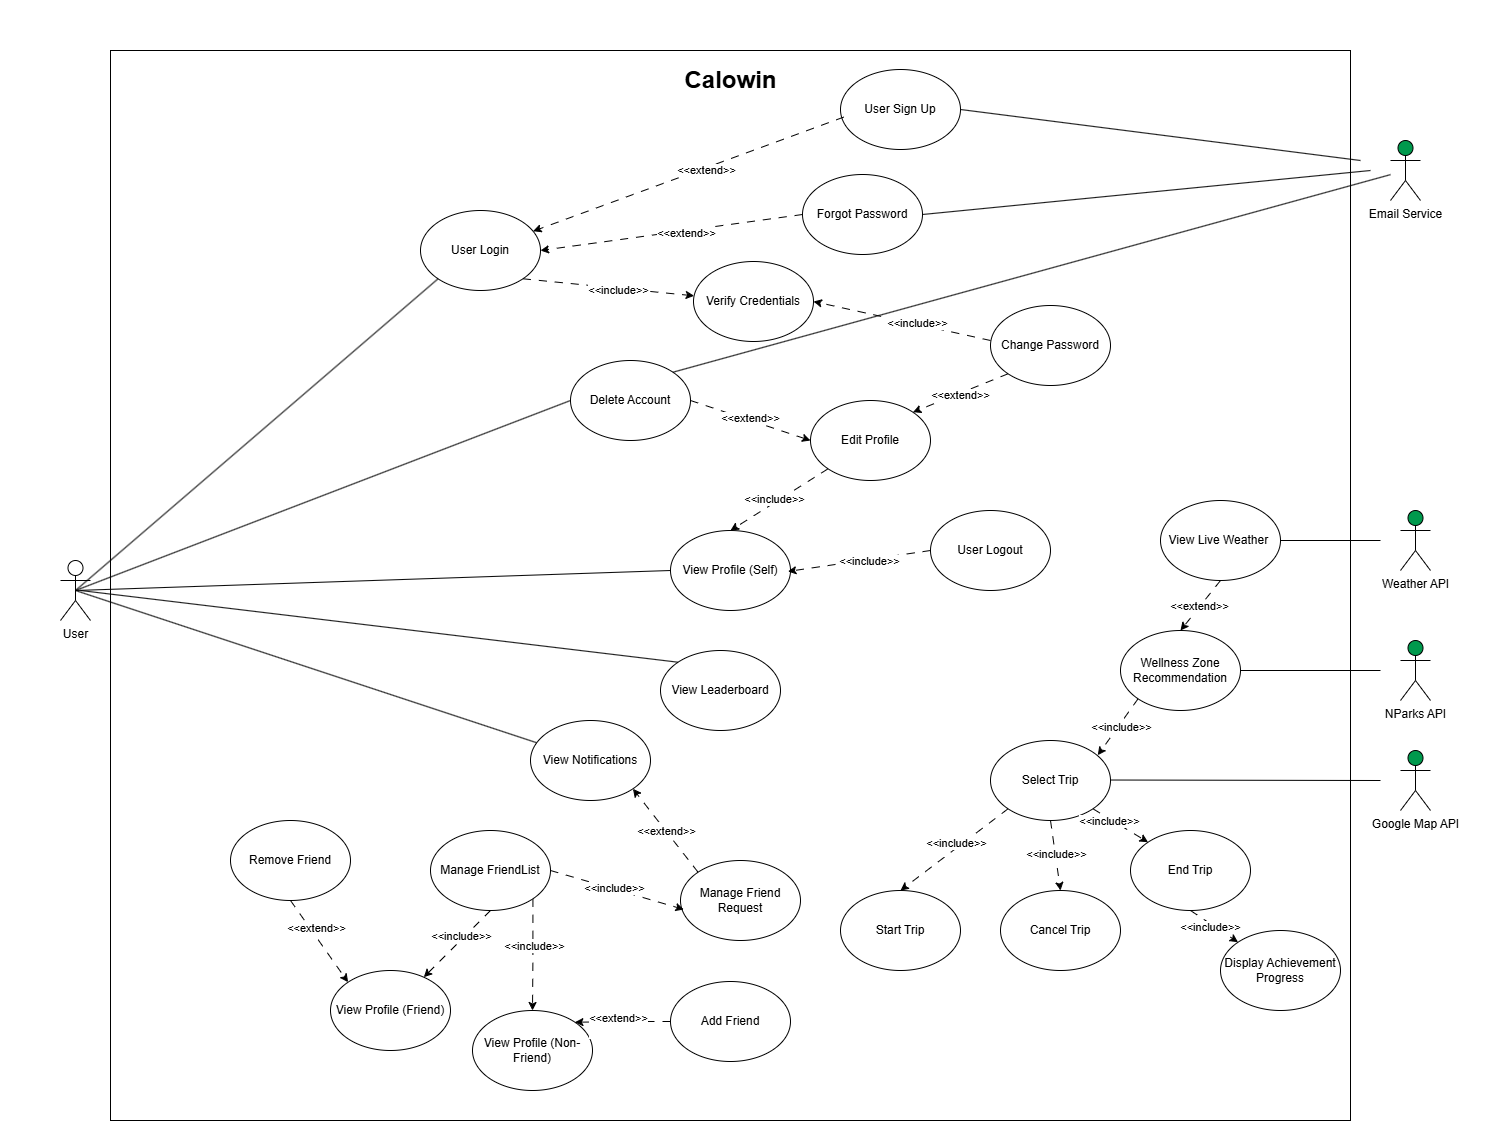 Calowin
User Sign Up
<<extend>>
Email Service
Forgot Password
<<extend>>
User Login
<<include>>
Verify Credentials
<<include>>
Change Password
Delete Account
<<extend>>
<<extend>>
Edit Profile
<<include>>
View Profile (Self)
<<include>>
User Logout
View Live Weather
Weather API
<<extend>>
User
Wellness Zone
Recommendation
NParks API
View Leaderboard
<<include>>
View Notifications
Select Trip
Google Map API
<<extend>>
<<include>>
<<include>>
<<include>>
Remove Friend
Manage FriendList
<<include>>
Manage Friend
Request
End Trip
<<extend>>
<<include>>
<<include>>
Start Trip
Cancel Trip
<<include>>
Display Achievement
Progress
View Profile (Friend)
<<extend>>
Add Friend
View Profile (Non-
Friend)